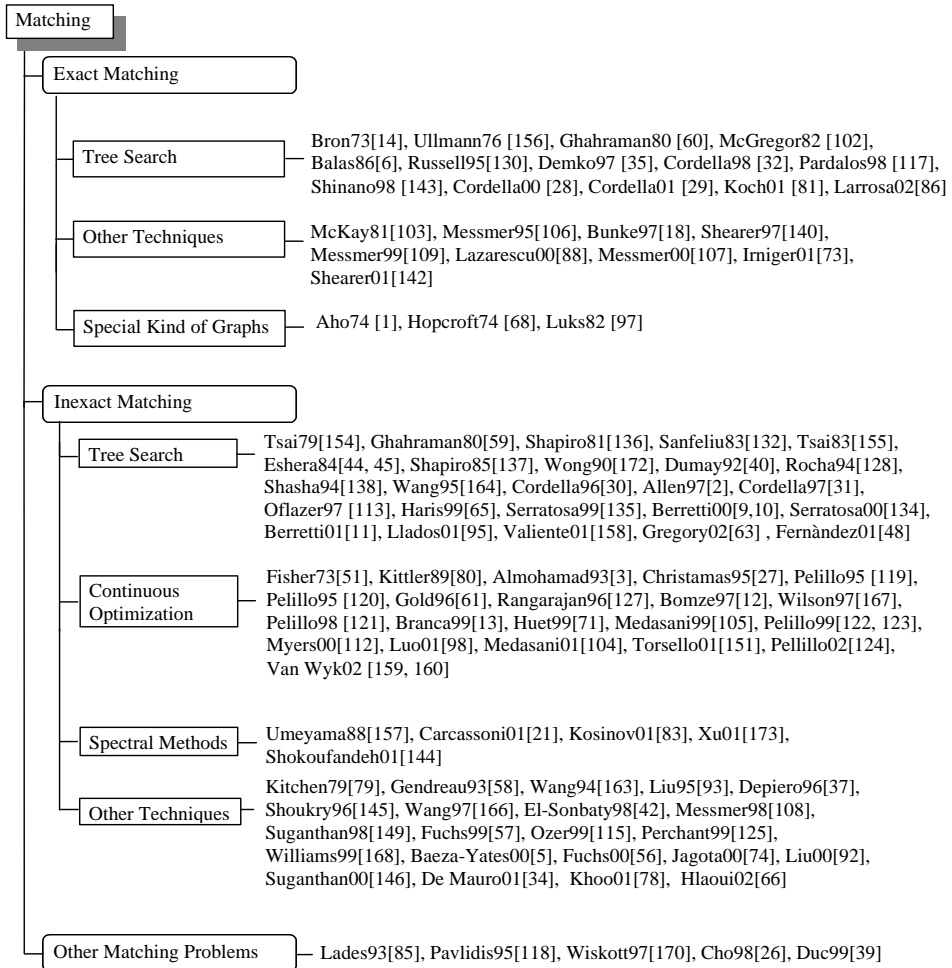 Matching
Exact Matching
Tree Search
Bron73[14], Ullmann76 [156], Ghahraman80 [60], McGregor82 [102],
Balas86[6], Russell95[130], Demko97 [35], Cordella98 [32], Pardalos98 [117],
Shinano98 [143], Cordella00 [28], Cordella01 [29], Koch01 [81], Larrosa02[86]
Other Techniques
McKay81[103], Messmer95[106], Bunke97[18], Shearer97[140],
Messmer99[109], Lazarescu00[88], Messmer00[107], Irniger01[73],
Shearer01[142]
Special Kind of Graphs
Aho74 [1], Hopcroft74 [68], Luks82 [97]
Inexact Matching
Tree Search
Tsai79[154], Ghahraman80[59], Shapiro81[136], Sanfeliu83[132], Tsai83[155],
Eshera84[44, 45], Shapiro85[137], Wong90[172], Dumay92[40], Rocha94[128],
Shasha94[138], Wang95[164], Cordella96[30], Allen97[2], Cordella97[31],
Oflazer97 [113], Haris99[65], Serratosa99[135], Berretti00[9,10], Serratosa00[134],
Berretti01[11], Llados01[95], Valiente01[158], Gregory02[63] , Fernàndez01[48]
Continuous
Optimization
Fisher73[51], Kittler89[80], Almohamad93[3], Christamas95[27], Pelillo95 [119],
Pelillo95 [120], Gold96[61], Rangarajan96[127], Bomze97[12], Wilson97[167],
Pelillo98 [121], Branca99[13], Huet99[71], Medasani99[105], Pelillo99[122, 123],
Myers00[112], Luo01[98], Medasani01[104], Torsello01[151], Pellillo02[124],
Van Wyk02 [159, 160]
Spectral Methods
Umeyama88[157], Carcassoni01[21], Kosinov01[83], Xu01[173],
Shokoufandeh01[144]
Other Techniques
Kitchen79[79], Gendreau93[58], Wang94[163], Liu95[93], Depiero96[37],
Shoukry96[145], Wang97[166], El-Sonbaty98[42], Messmer98[108],
Suganthan98[149], Fuchs99[57], Ozer99[115], Perchant99[125],
Williams99[168], Baeza-Yates00[5], Fuchs00[56], Jagota00[74], Liu00[92],
Suganthan00[146], De Mauro01[34], Khoo01[78], Hlaoui02[66]
Other Matching Problems
Lades93[85], Pavlidis95[118], Wiskott97[170], Cho98[26], Duc99[39]